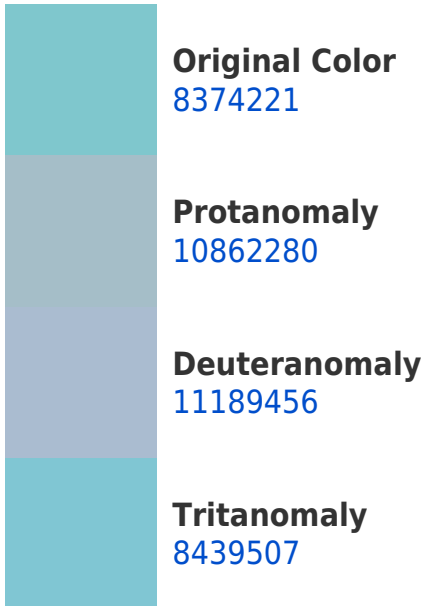 Original Color
8374221
Protanomaly
10862280
Deuteranomaly
11189456
Tritanomaly
8439507